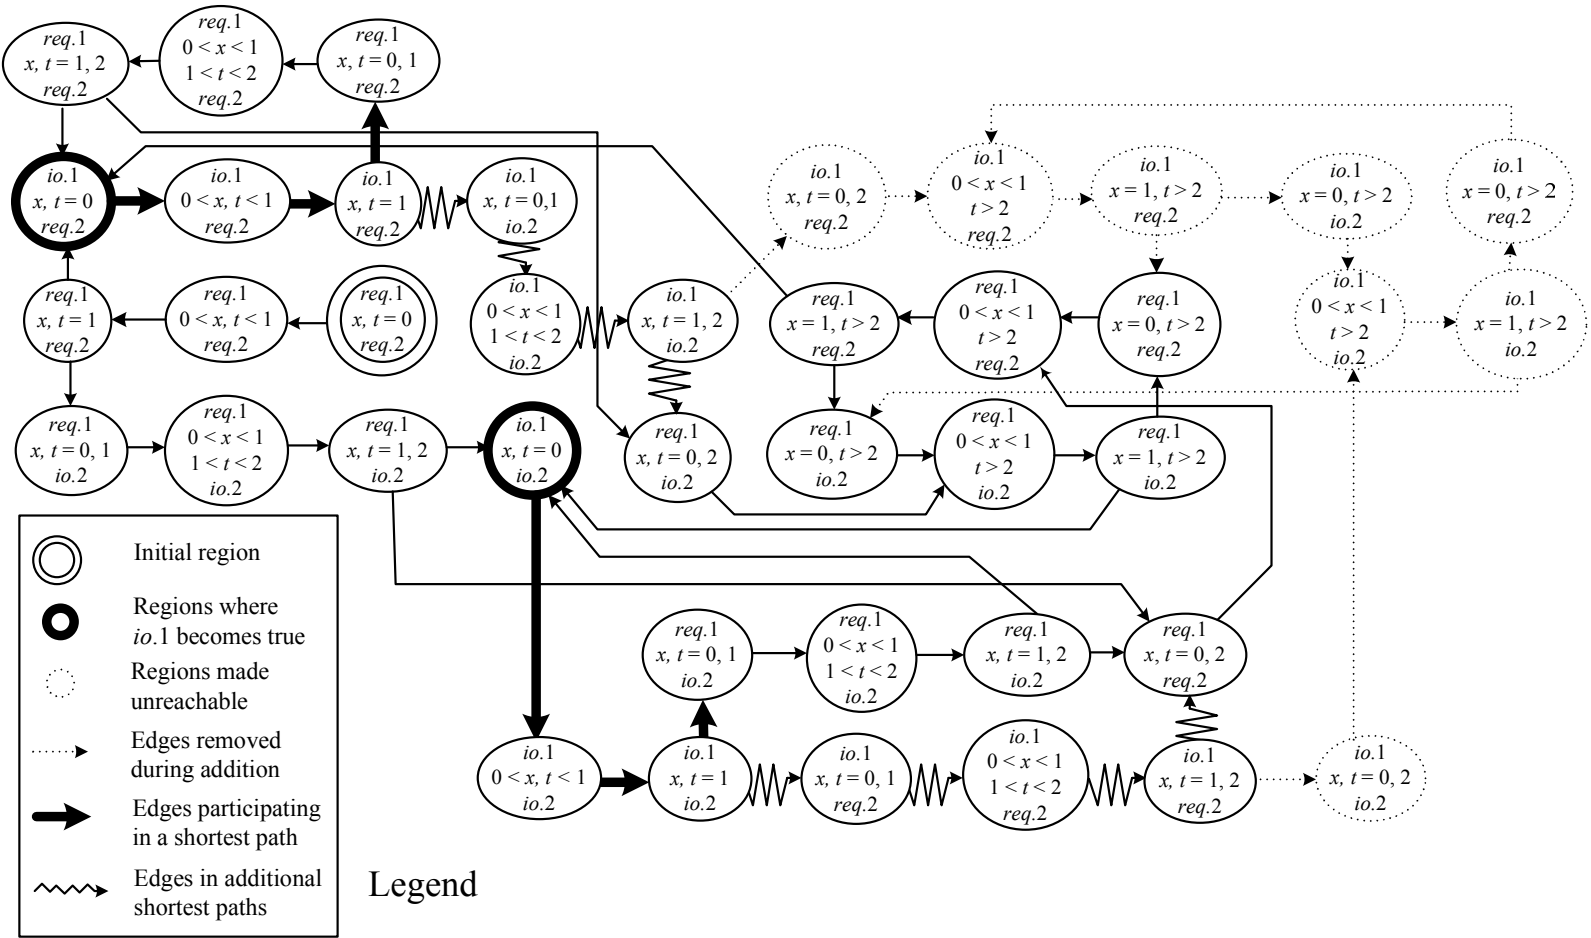 req.1
x, t = 1, 2
req.2
req.1
0 < x < 1
1 < t < 2
req.2
req.1
x, t = 0, 1
req.2
io.1
x, t = 0
req.2
io.1
0 < x, t < 1
req.2
io.1
x, t = 1
req.2
io.1
x, t = 0,1
io.2
io.1
x, t = 0, 2
req.2
io.1
0 < x < 1
t > 2
req.2
io.1
x = 1, t > 2
req.2
io.1
x = 0, t > 2
io.2
io.1
x = 0, t > 2
req.2
req.1
x, t = 1
req.2
req.1
0 < x, t < 1
req.2
req.1
x, t = 0
req.2
io.1
0 < x < 1
1 < t < 2
io.2
io.1
x, t = 1, 2
io.2
req.1
x = 1, t > 2
req.2
req.1
0 < x < 1
t > 2
req.2
req.1
x = 0, t > 2
req.2
io.1
0 < x < 1
t > 2
io.2
io.1
x = 1, t > 2
io.2
req.1
x, t = 0, 1
io.2
req.1
0 < x < 1
1 < t < 2
io.2
req.1
x, t = 1, 2
io.2
io.1
x, t = 0
io.2
req.1
x, t = 0, 2
io.2
req.1
x = 0, t > 2
io.2
req.1
0 < x < 1
t > 2
io.2
req.1
x = 1, t > 2
io.2
req.1
x, t = 0, 1
io.2
req.1
0 < x < 1
1 < t < 2
io.2
req.1
x, t = 1, 2
io.2
req.1
x, t = 0, 2
req.2
io.1
0 < x, t < 1
io.2
io.1
x, t = 1
io.2
io.1
x, t = 0, 1
req.2
io.1
0 < x < 1
1 < t < 2
req.2
io.1
x, t = 1, 2
req.2
io.1
x, t = 0, 2
io.2
Initial region
Regions where
io.1 becomes true
Regions made
unreachable
Edges removed
during addition
Edges participating
in a shortest path
Edges in additional
shortest paths
Legend